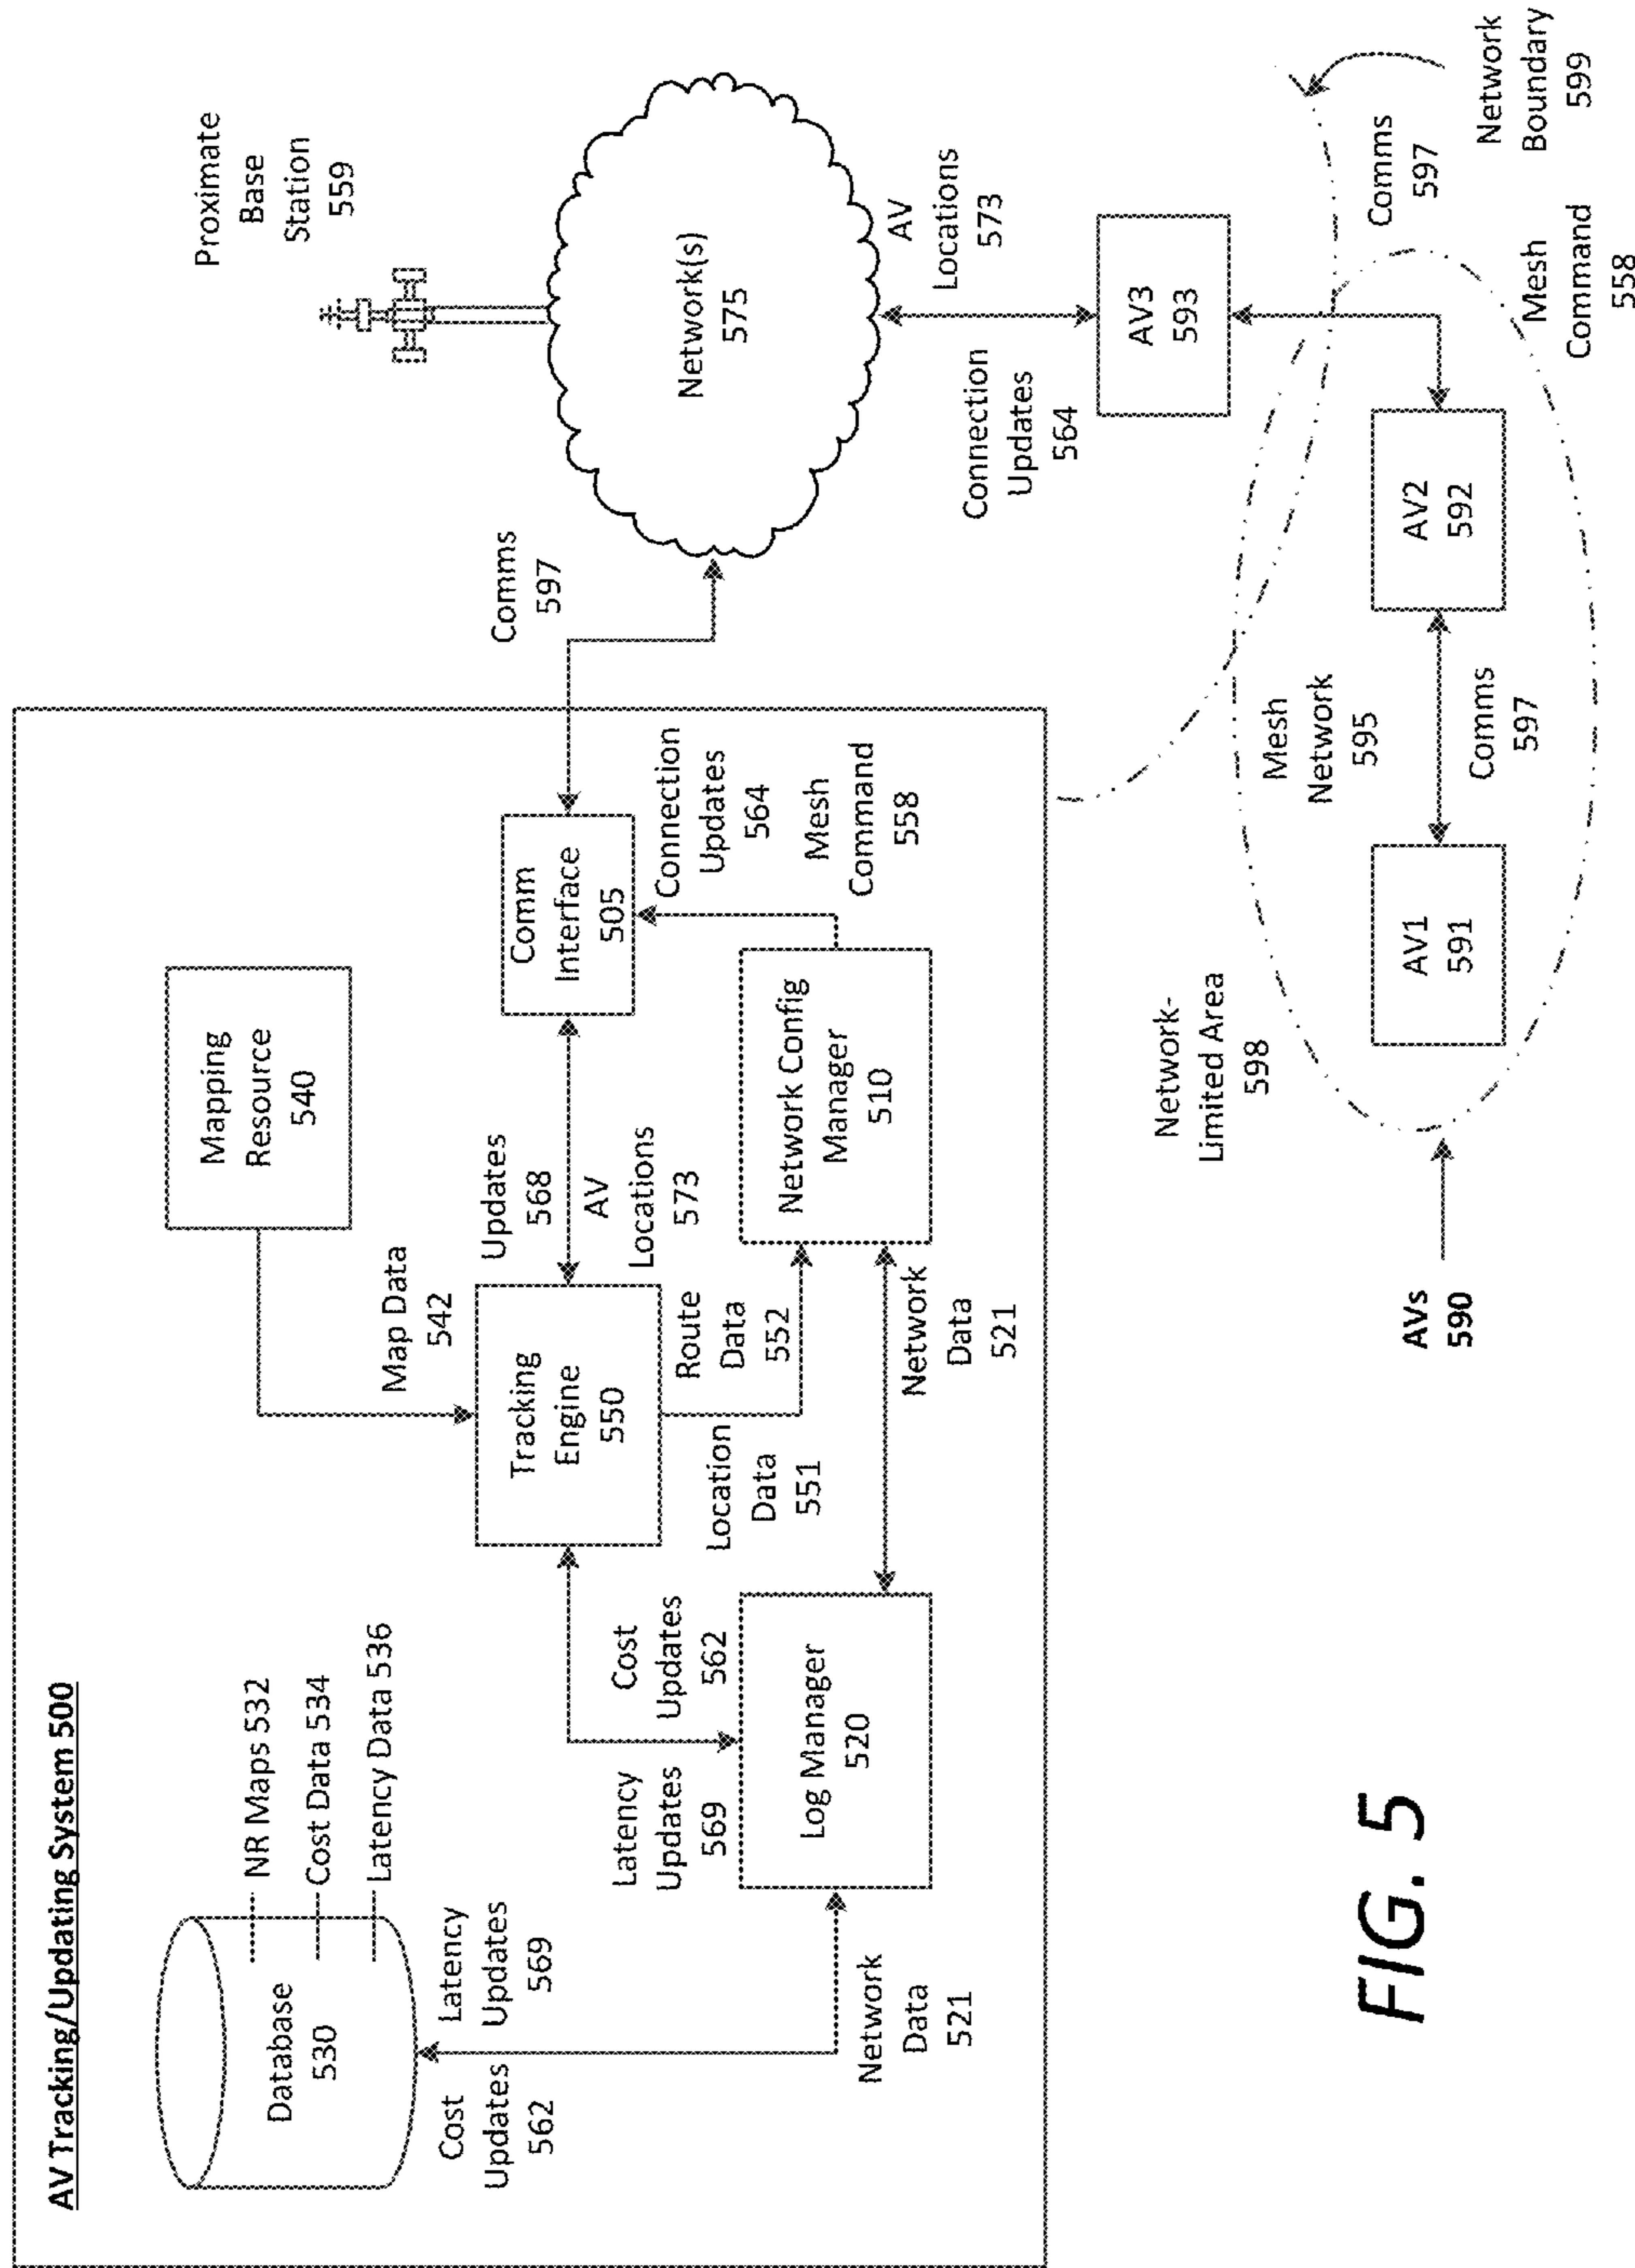 AV Tracking/Updating System 500
Database
530
NR Maps 532
Cost Data 534
Latency Data 536
Cost
Updates
562
Latency
Updates
569
Network
Data
521
Log Manager
520
Latency
Updates
569
Cost
Updates
562
Mapping
Resource
540
Map Data
542
Tracking
Engine
550
Location
Data
551
Route
Data
552
Updates
568
AV
Locations
573
Network
Data
521
Network Config
Manager
510
Comm
Interface
505
Connection
Updates
564
Mesh
Command
558
Comms
597
Proximate
Base
Station
559
Network(s)
575
Connection
Updates
564
AV
Locations
573
AV3
593
Comms
597
Network
Boundary
599
Mesh
Command
558
Network-
Limited Area
598
Mesh
Network
595
AVs
590
AV1
591
Comms
597
AV2
592
FIG. 5